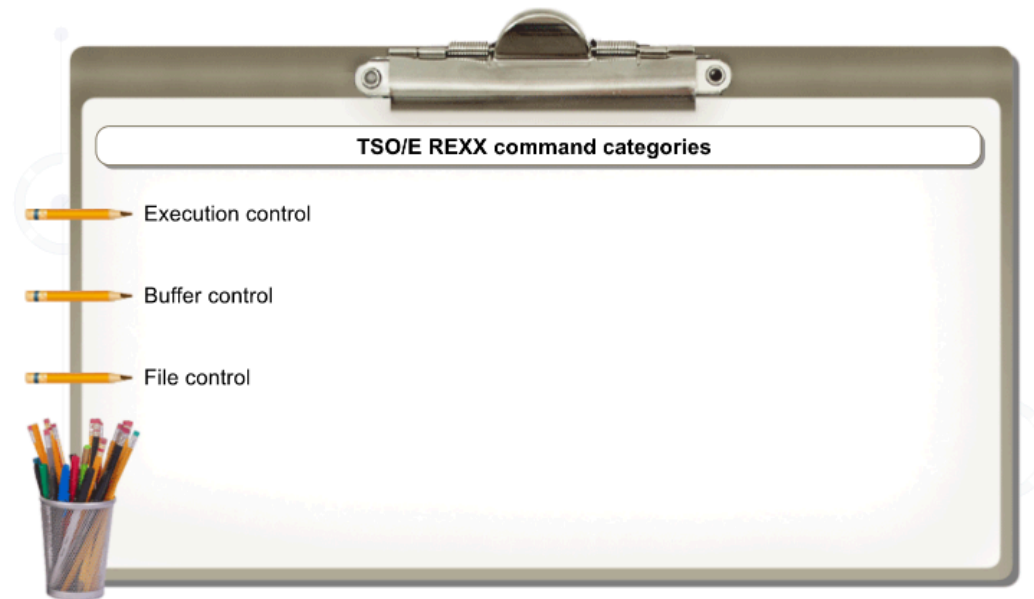 TSO/E REXX command categories
Execution control
Buffer control
File control